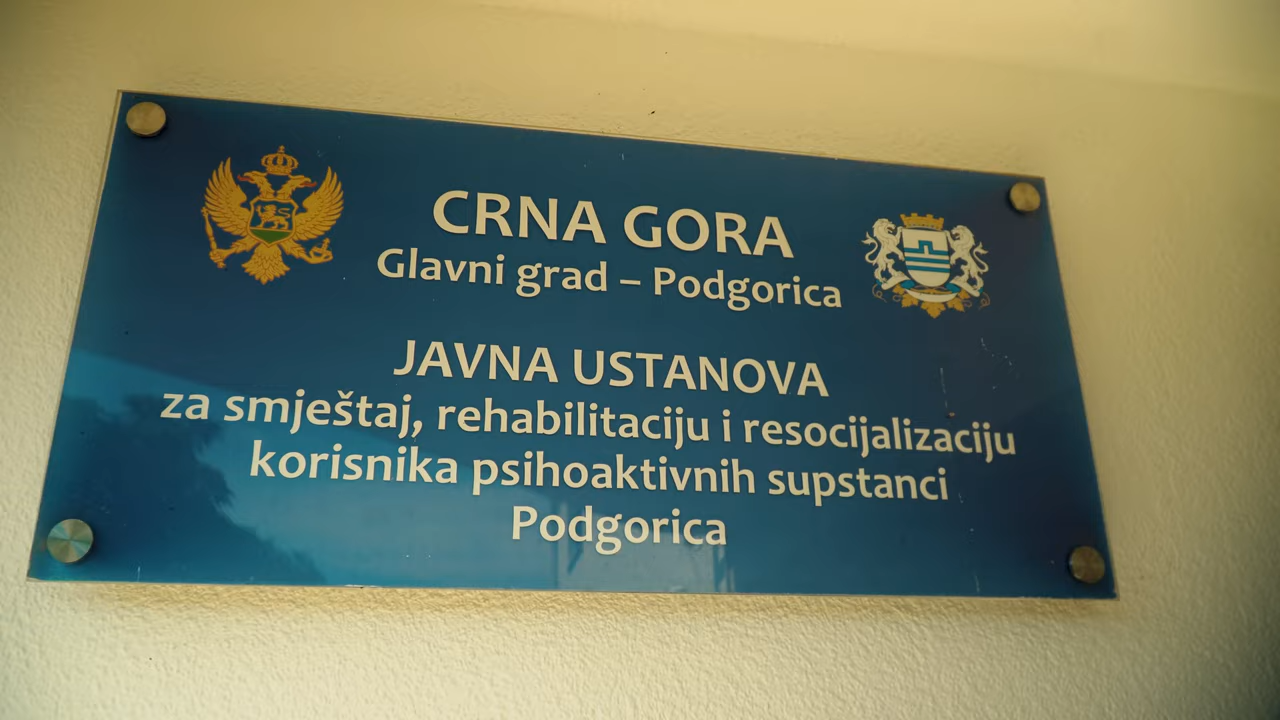 CRNA GORA
Glavni grad – Podgorica
JAVNA USTANOVA
za smještaj, rehabilitaciju i resocijalizaciju
korisnika psihoaktivnih supstanci
Podgorica